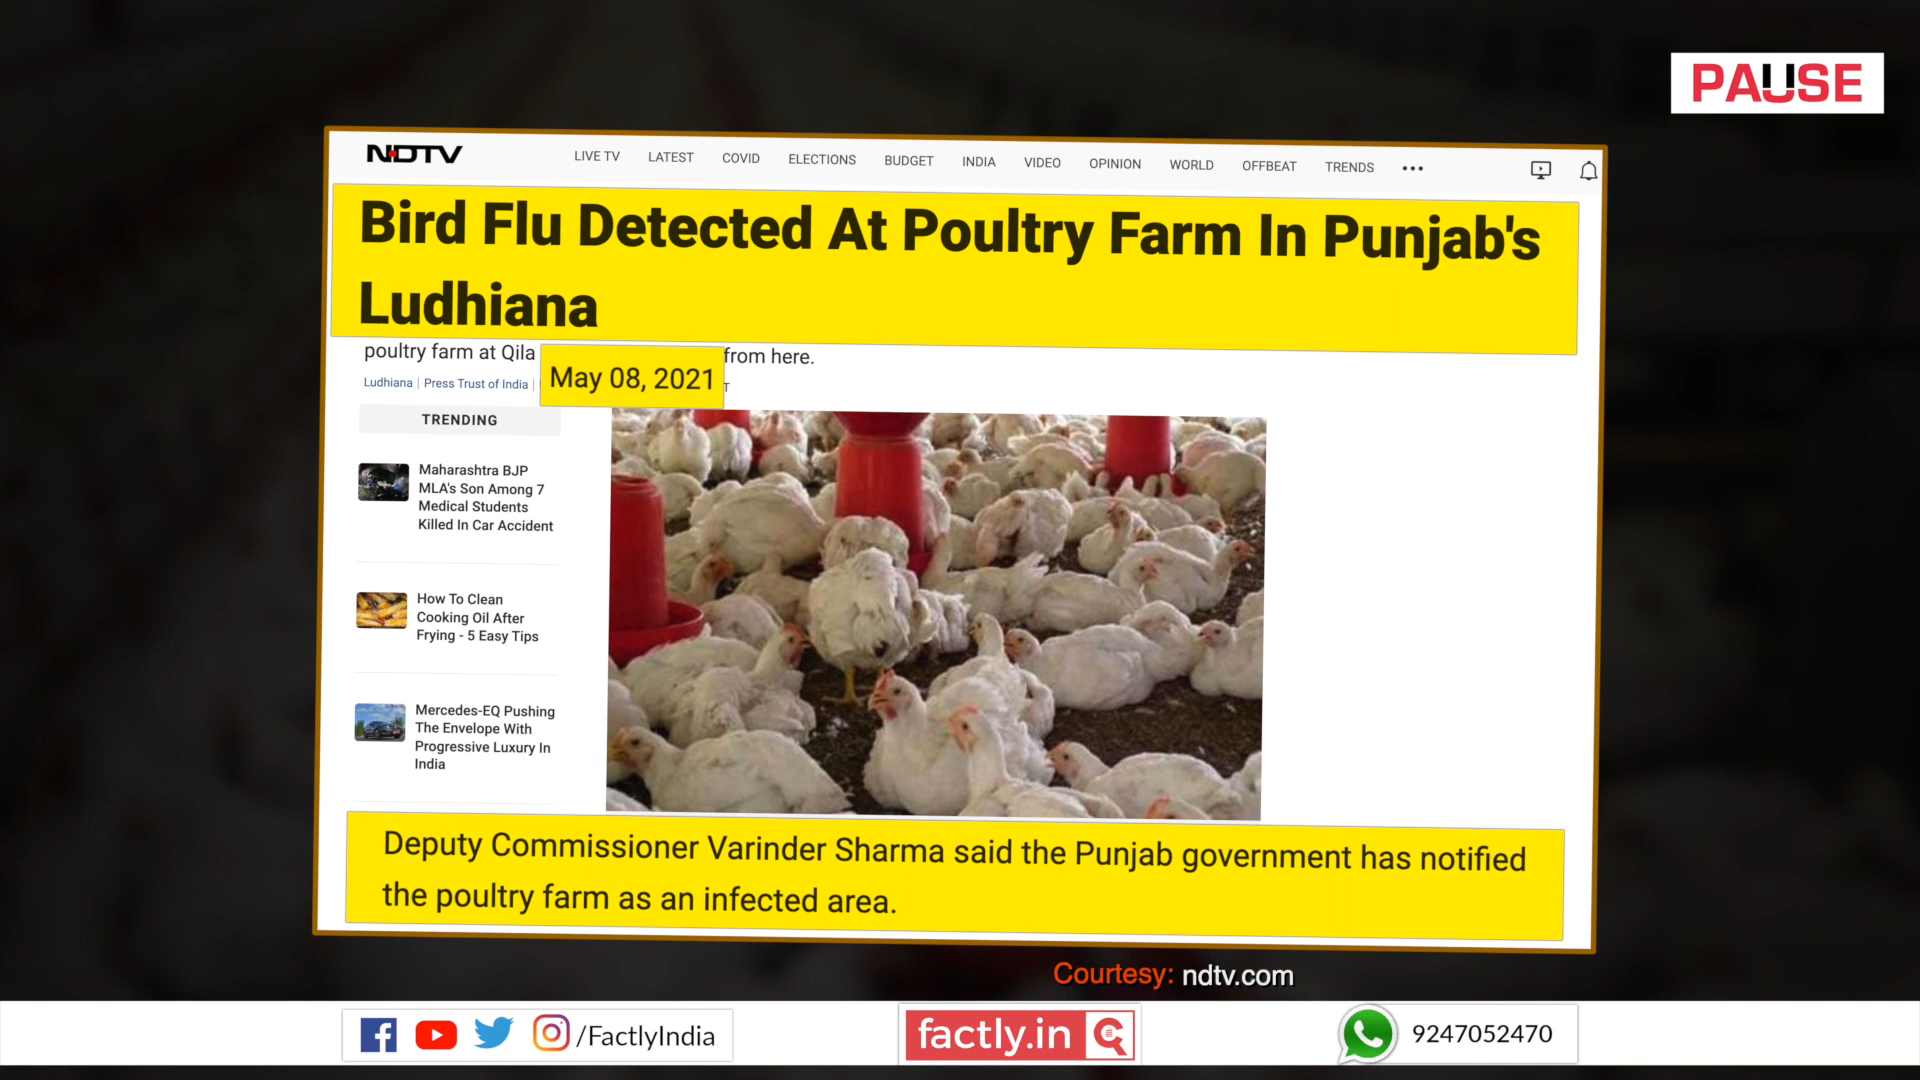 PAUSE
NDTV LIVE TV LATEST COVID ELECTIONS BUDGET INDIA VIDEO OPINION WORLD OFFBEAT TRENDS
Bird Flu Detected At Poultry Farm In Punjab's
Ludhiana
poultry farm at Qila from here.
Ludhiana | Press Trust of India | May 08, 2021 T
TRENDING
Maharashtra BJP
MLA's Son Among 7
Medical Students
Killed In Car Accident
How To Clean
Cooking Oil After
Frying - 5 Easy Tips
Mercedes-EQ Pushing
The Envelope With
Progressive Luxury In
India
Deputy Commissioner Varinder Sharma said the Punjab government has notified
the poultry farm as an infected area.
Courtesy: ndtv.com
/FactlyIndia
factly.in
9247052470